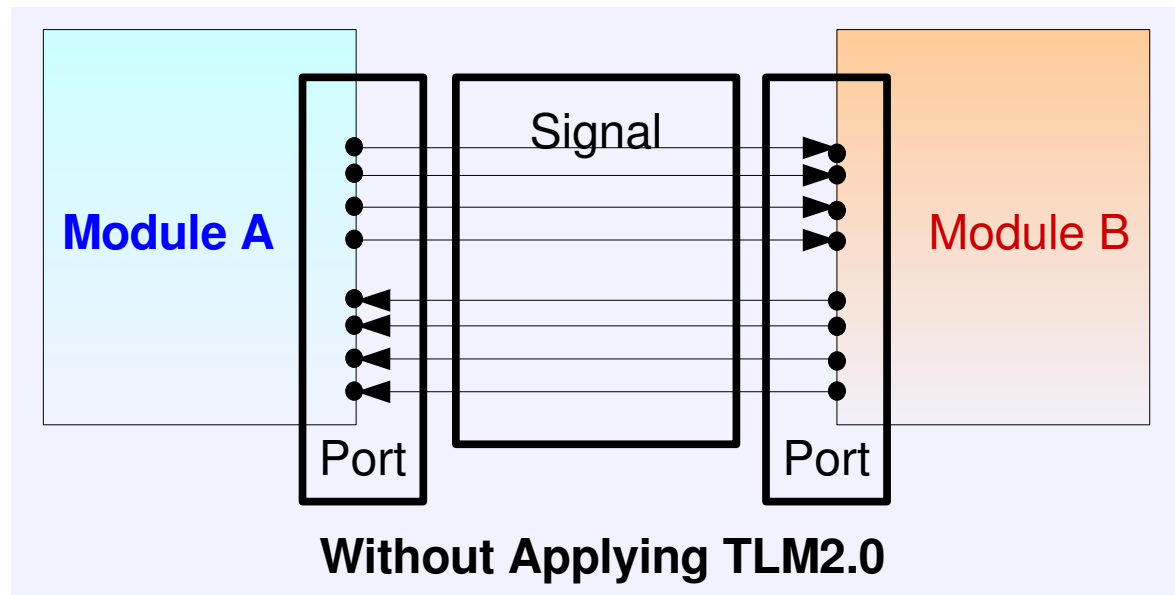 Signal
Module A
Module B
Port
Port
Without Applying TLM2.0